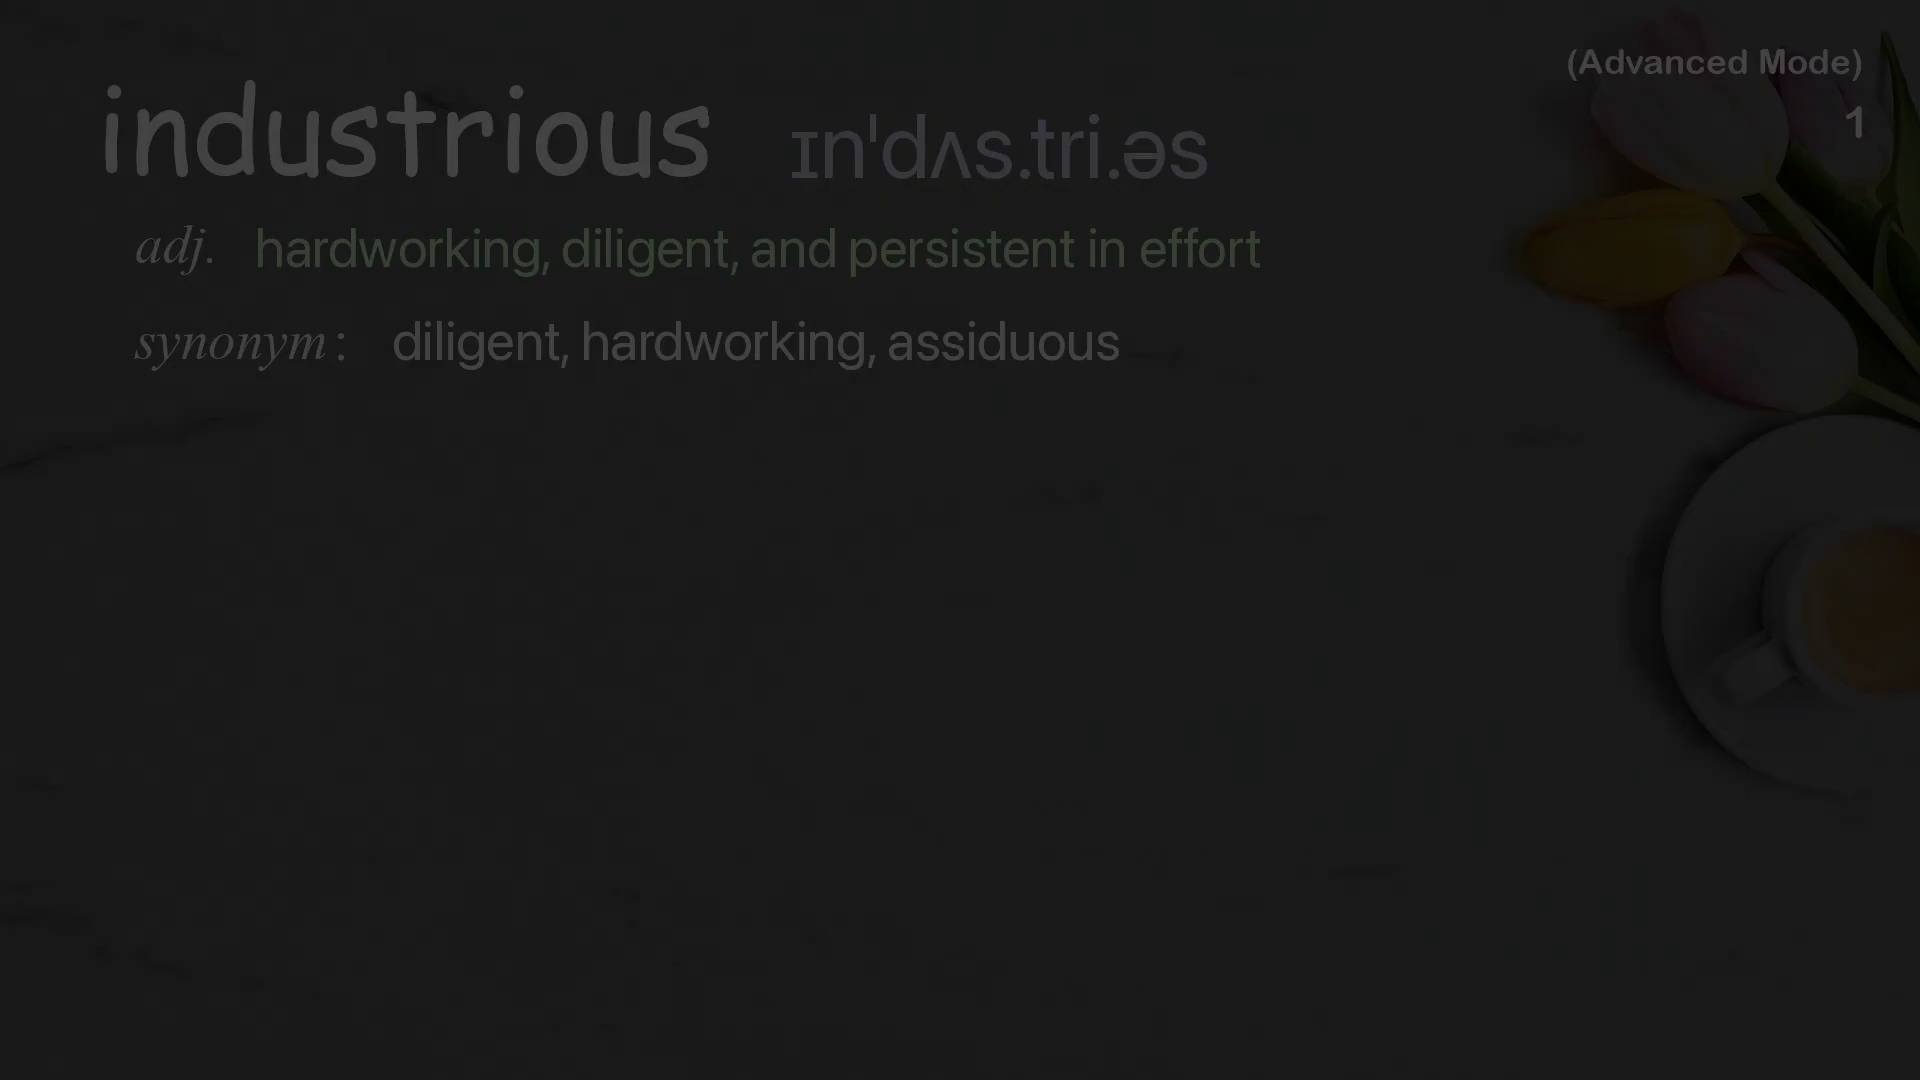 (Advanced Mode)
industrious ɪnˈdʌs.tri.əs
1
adj. hardworking, diligent, and persistent in effort
synonym: diligent, hardworking, assiduous